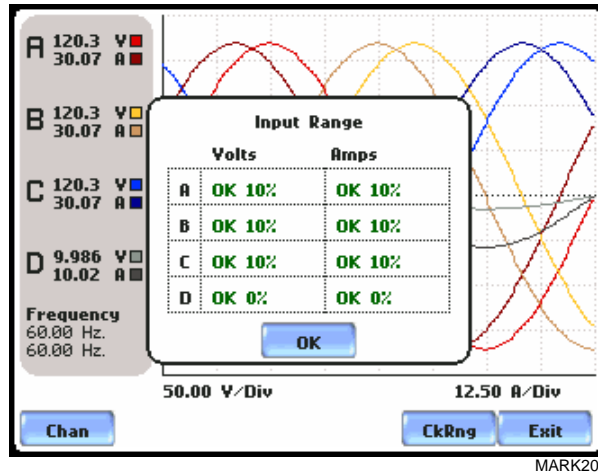 A 120.3 V
30.07 A
B 120.3 V
30.07 A
C 120.3 V
30.07 A
D 9.986 V
10.02 A
Frequency
60.00 Hz.
60.00 Hz.
Input Range
Volts Amps
A OK 10% OK 10%
B OK 10% OK 10%
C OK 10% OK 10%
D OK 0% OK 0%
OK
50.00 V/Div 12.50 A/Div
Chan CkRng Exit
MARK20